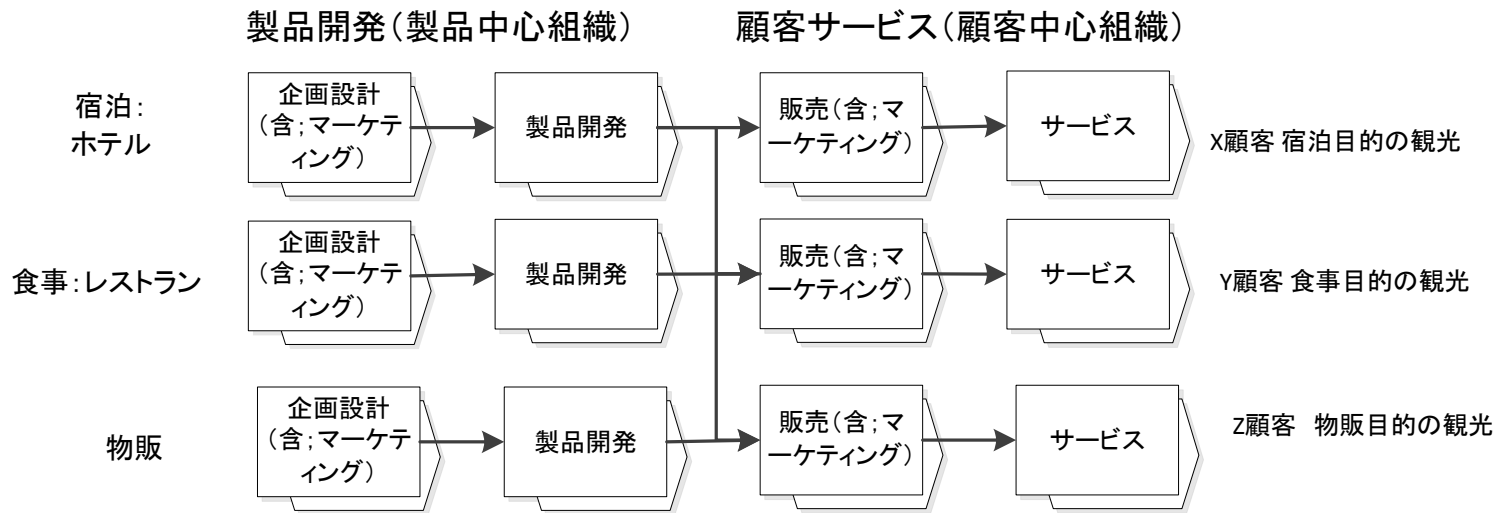 製品開発（製品中心組織）
顧客サービス（顧客中心組織）
宿泊：
ホテル
企画設計
（含；マーケテ
ィング）
製品開発
販売（含；マ
ーケティング）
サービス
X顧客 宿泊目的の観光
食事：レストラン
企画設計
（含；マーケテ
ィング）
製品開発
販売（含；マ
ーケティング）
サービス
Y顧客 食事目的の観光
物販
企画設計
（含；マーケテ
ィング）
製品開発
販売（含；マ
ーケティング）
サービス
Z顧客　物販目的の観光